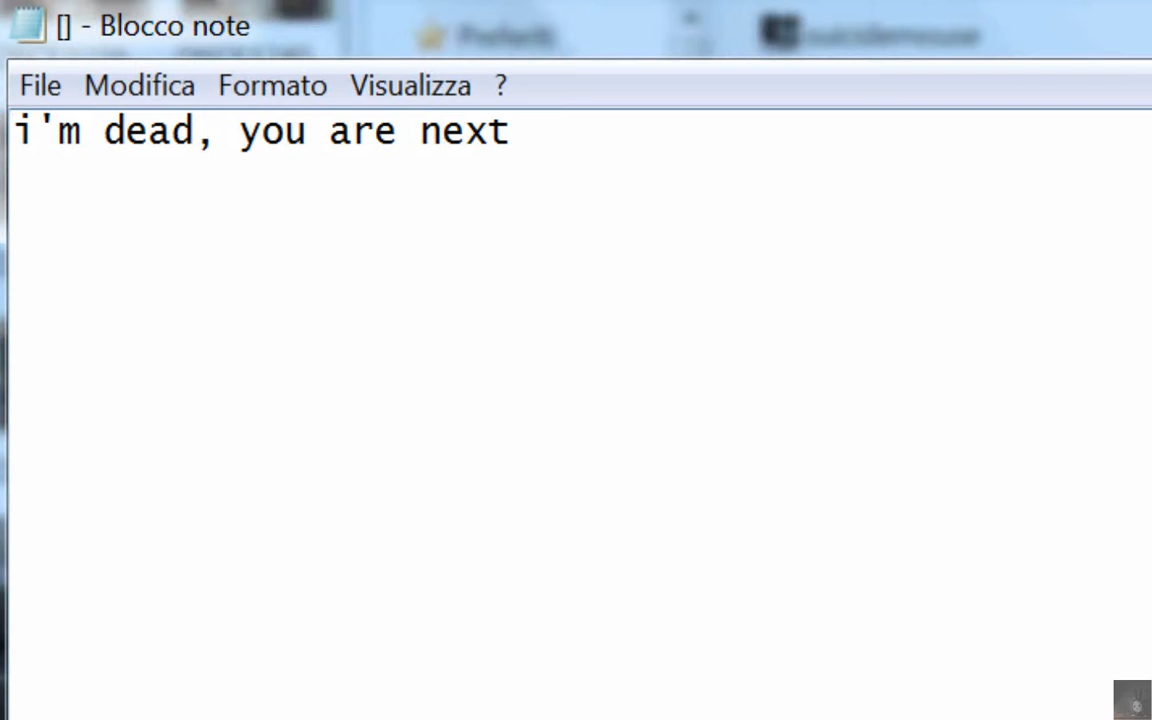 [] - Blocco note
File Modifica Formato Visualizza ?
i'm dead, you are next